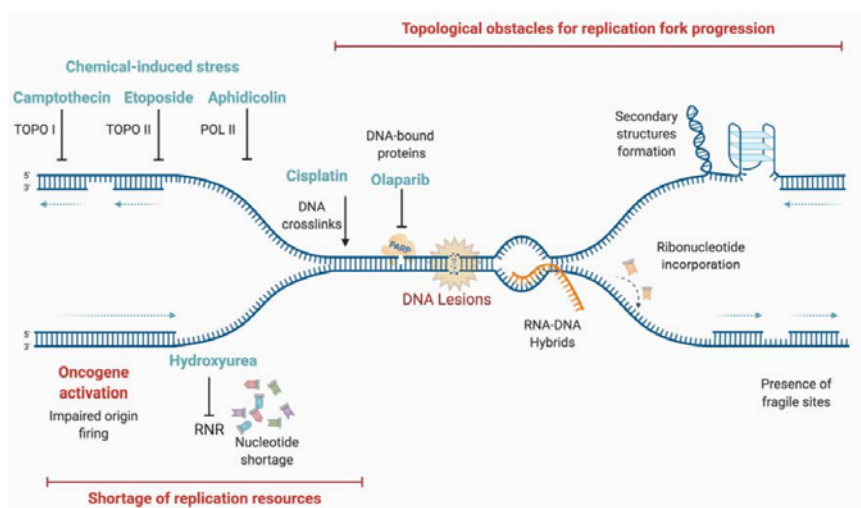 Topological obstacles for replication fork progression
Chemical-induced stress
Camptothecin Etoposide Aphidicolin
TOPO I TOPO II POL II
DNA-bound
proteins
Olaparib
Cisplatin
DNA
crosslinks
PARP
DNA Lesions
Secondary
structures
formation
Ribonucleotide
incorporation
RNA-DNA
Hybrids
5'
3'
5'
3'
Oncogene
activation
Impaired origin
firing
Hydroxyurea
RNR
Nucleotide
shortage
Presence of
fragile sites
Shortage of replication resources